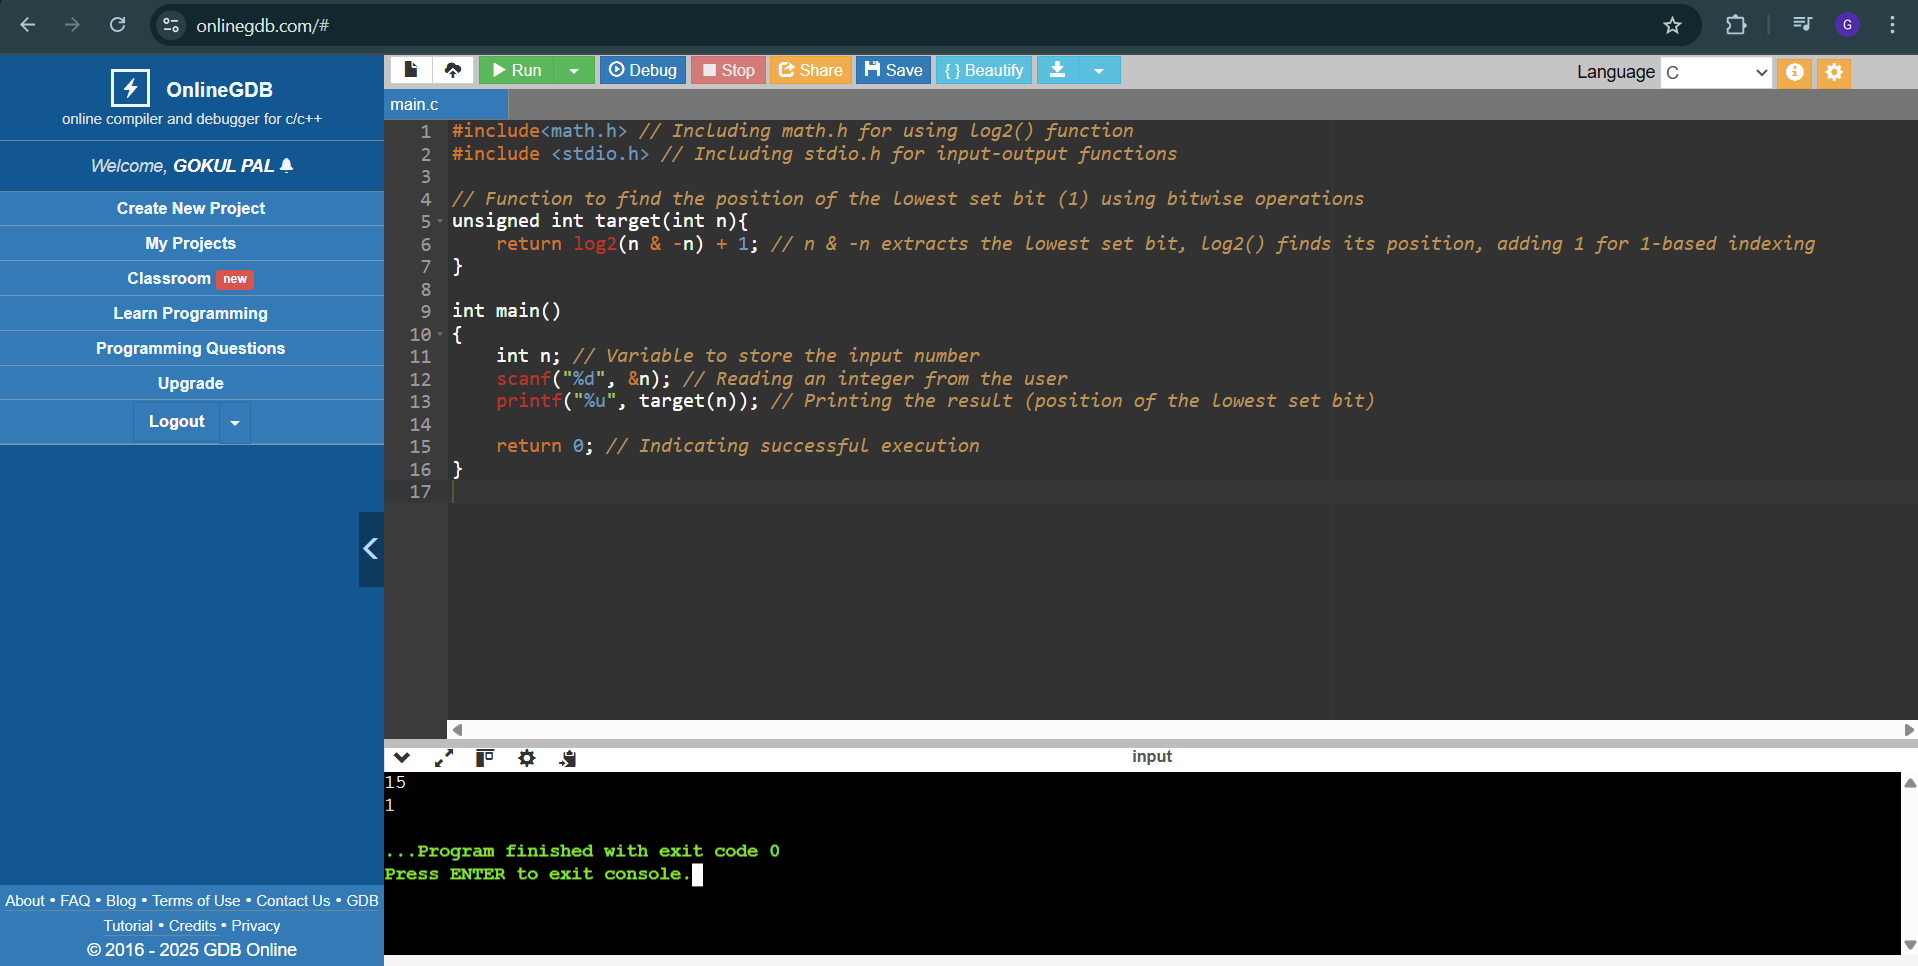 onlinegdb.com/#
G
OnlineGDB
online compiler and debugger for c/c++
Welcome, GOKUL PAL
Create New Project
My Projects
Classroom new
Learn Programming
Programming Questions
Upgrade
Logout
About • FAQ • Blog • Terms of Use • Contact Us • GDB
Tutorial • Credits • Privacy
© 2016 - 2025 GDB Online
Run Debug Stop Share Save { } Beautify Language C
main.c
1 #include<math.h> // Including math.h for using log2() function
2 #include <stdio.h> // Including stdio.h for input-output functions
3
4 // Function to find the position of the lowest set bit (1) using bitwise operations
5 unsigned int target(int n){
6 return log2(n & -n) + 1; // n & -n extracts the lowest set bit, log2() finds its position, adding 1 for 1-based indexing
7 }
8
9 int main()
10 {
11 int n; // Variable to store the input number
12 scanf("%d", &n); // Reading an integer from the user
13 printf("%u", target(n)); // Printing the result (position of the lowest set bit)
14
15 return 0; // Indicating successful execution
16 }
17
input
15
1
...Program finished with exit code 0
Press ENTER to exit console.